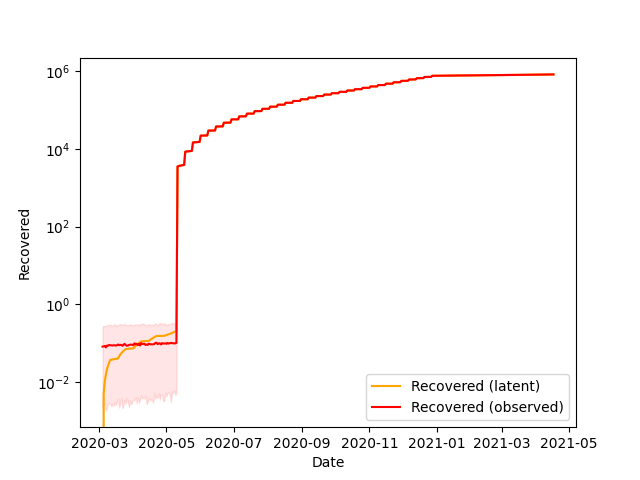 10^6
10^4
10^2
10^0
10^−2
Recovered
Recovered (latent)
Recovered (observed)
2020-03 2020-05 2020-07 2020-09 2020-11 2021-01 2021-03 2021-05
Date